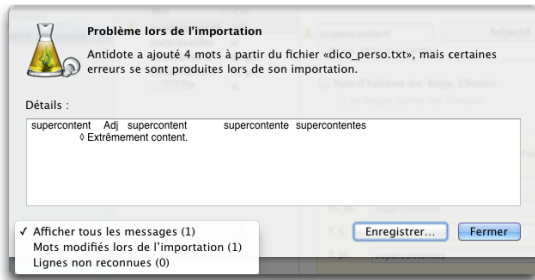 Problème lors de l'importation
Antidote a ajouté 4 mots à partir du fichier «dico_perso.txt», mais certaines
erreurs se sont produites lors de son importation.
Détails :
supercontent Adj supercontent supercontente supercontentes
◊ Extrêmement content.
✓ Afficher tous les messages (1)
Mots modifiés lors de l'importation (1)
Lignes non reconnues (0)
Enregistrer... Fermer